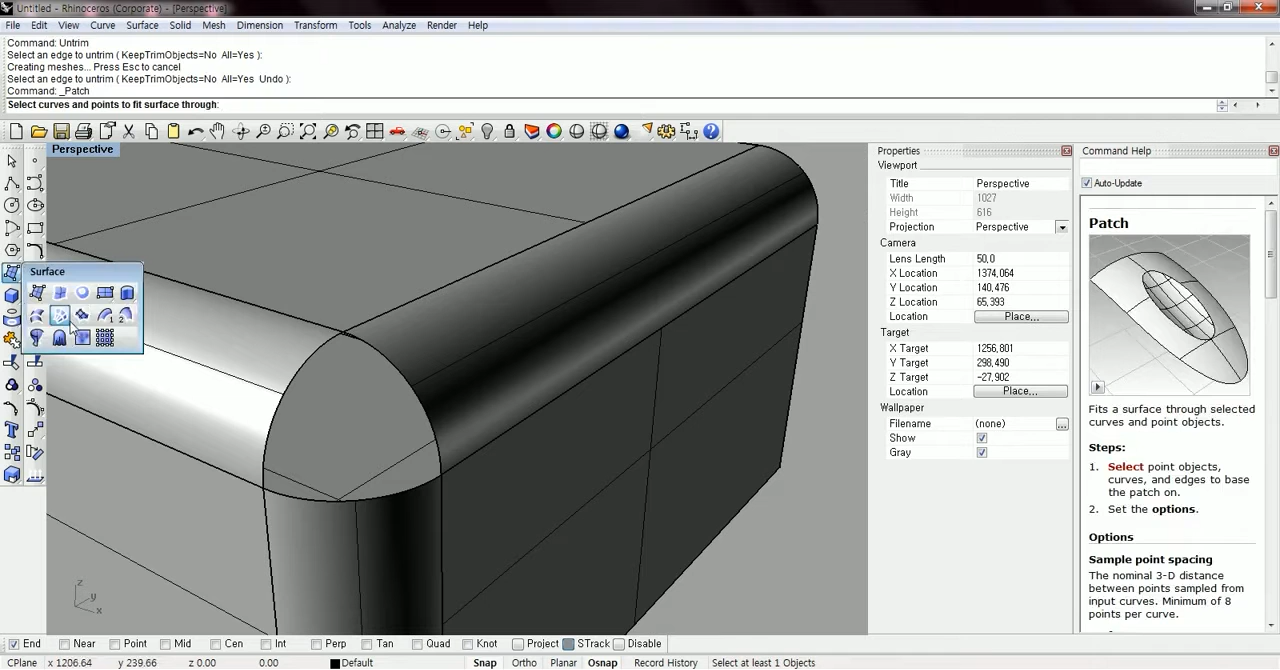 Untitled - Rhinoceros (Corporate) - [Perspective]
File Edit View Curve Surface Solid Mesh Dimension Transform Tools Analyze Render Help
Command: Untrim
Select an edge to untrim ( KeepTrimObjects=No All=Yes ):
Creating meshes... Press Esc to cancel
Select an edge to untrim ( KeepTrimObjects=No All=Yes Undo ):
Command: _Patch
Select curves and points to fit surface through:
Perspective
Surface
1
2
z
y
x
Properties
Viewport
Title Perspective
Width 1027
Height 616
Projection Perspective
Camera
Lens Length 50,0
X Location 1374,064
Y Location 140,476
Z Location 65,393
Location Place...
Target
X Target 1256,801
Y Target 298,490
Z Target -27,902
Location Place...
Wallpaper
Filename (none) ...
Show
Gray
Command Help
Auto-Update
Patch
Fits a surface through selected
curves and point objects.
Steps:
1. Select point objects,
curves, and edges to base
the patch on.
2. Set the options.
Options
Sample point spacing
The nominal 3-D distance
between points sampled from
input curves. Minimum of 8
points per curve.
End Near Point Mid Cen Int Perp Tan Quad Knot Project STrack Disable
CPlane x 1206.64 y 239.66 z 0.00 0.00 Default Snap Ortho Planar Osnap Record History Select at least 1 Objects